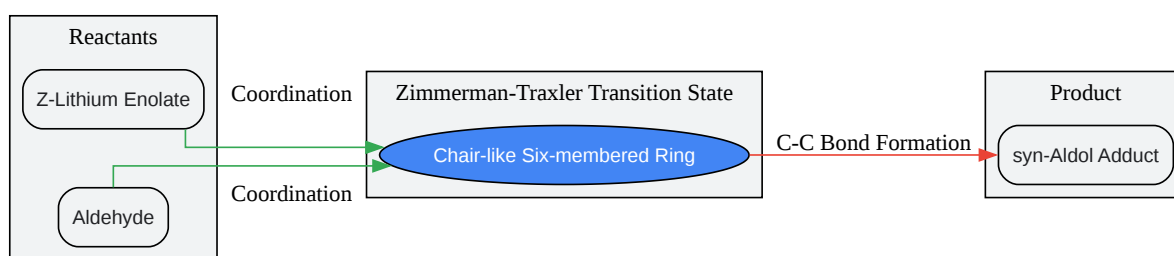 Reactants
Z-Lithium Enolate
Aldehyde
Coordination
Coordination
Zimmerman-Traxler Transition State
Chair-like Six-membered Ring
C-C Bond Formation
Product
syn-Aldol Adduct